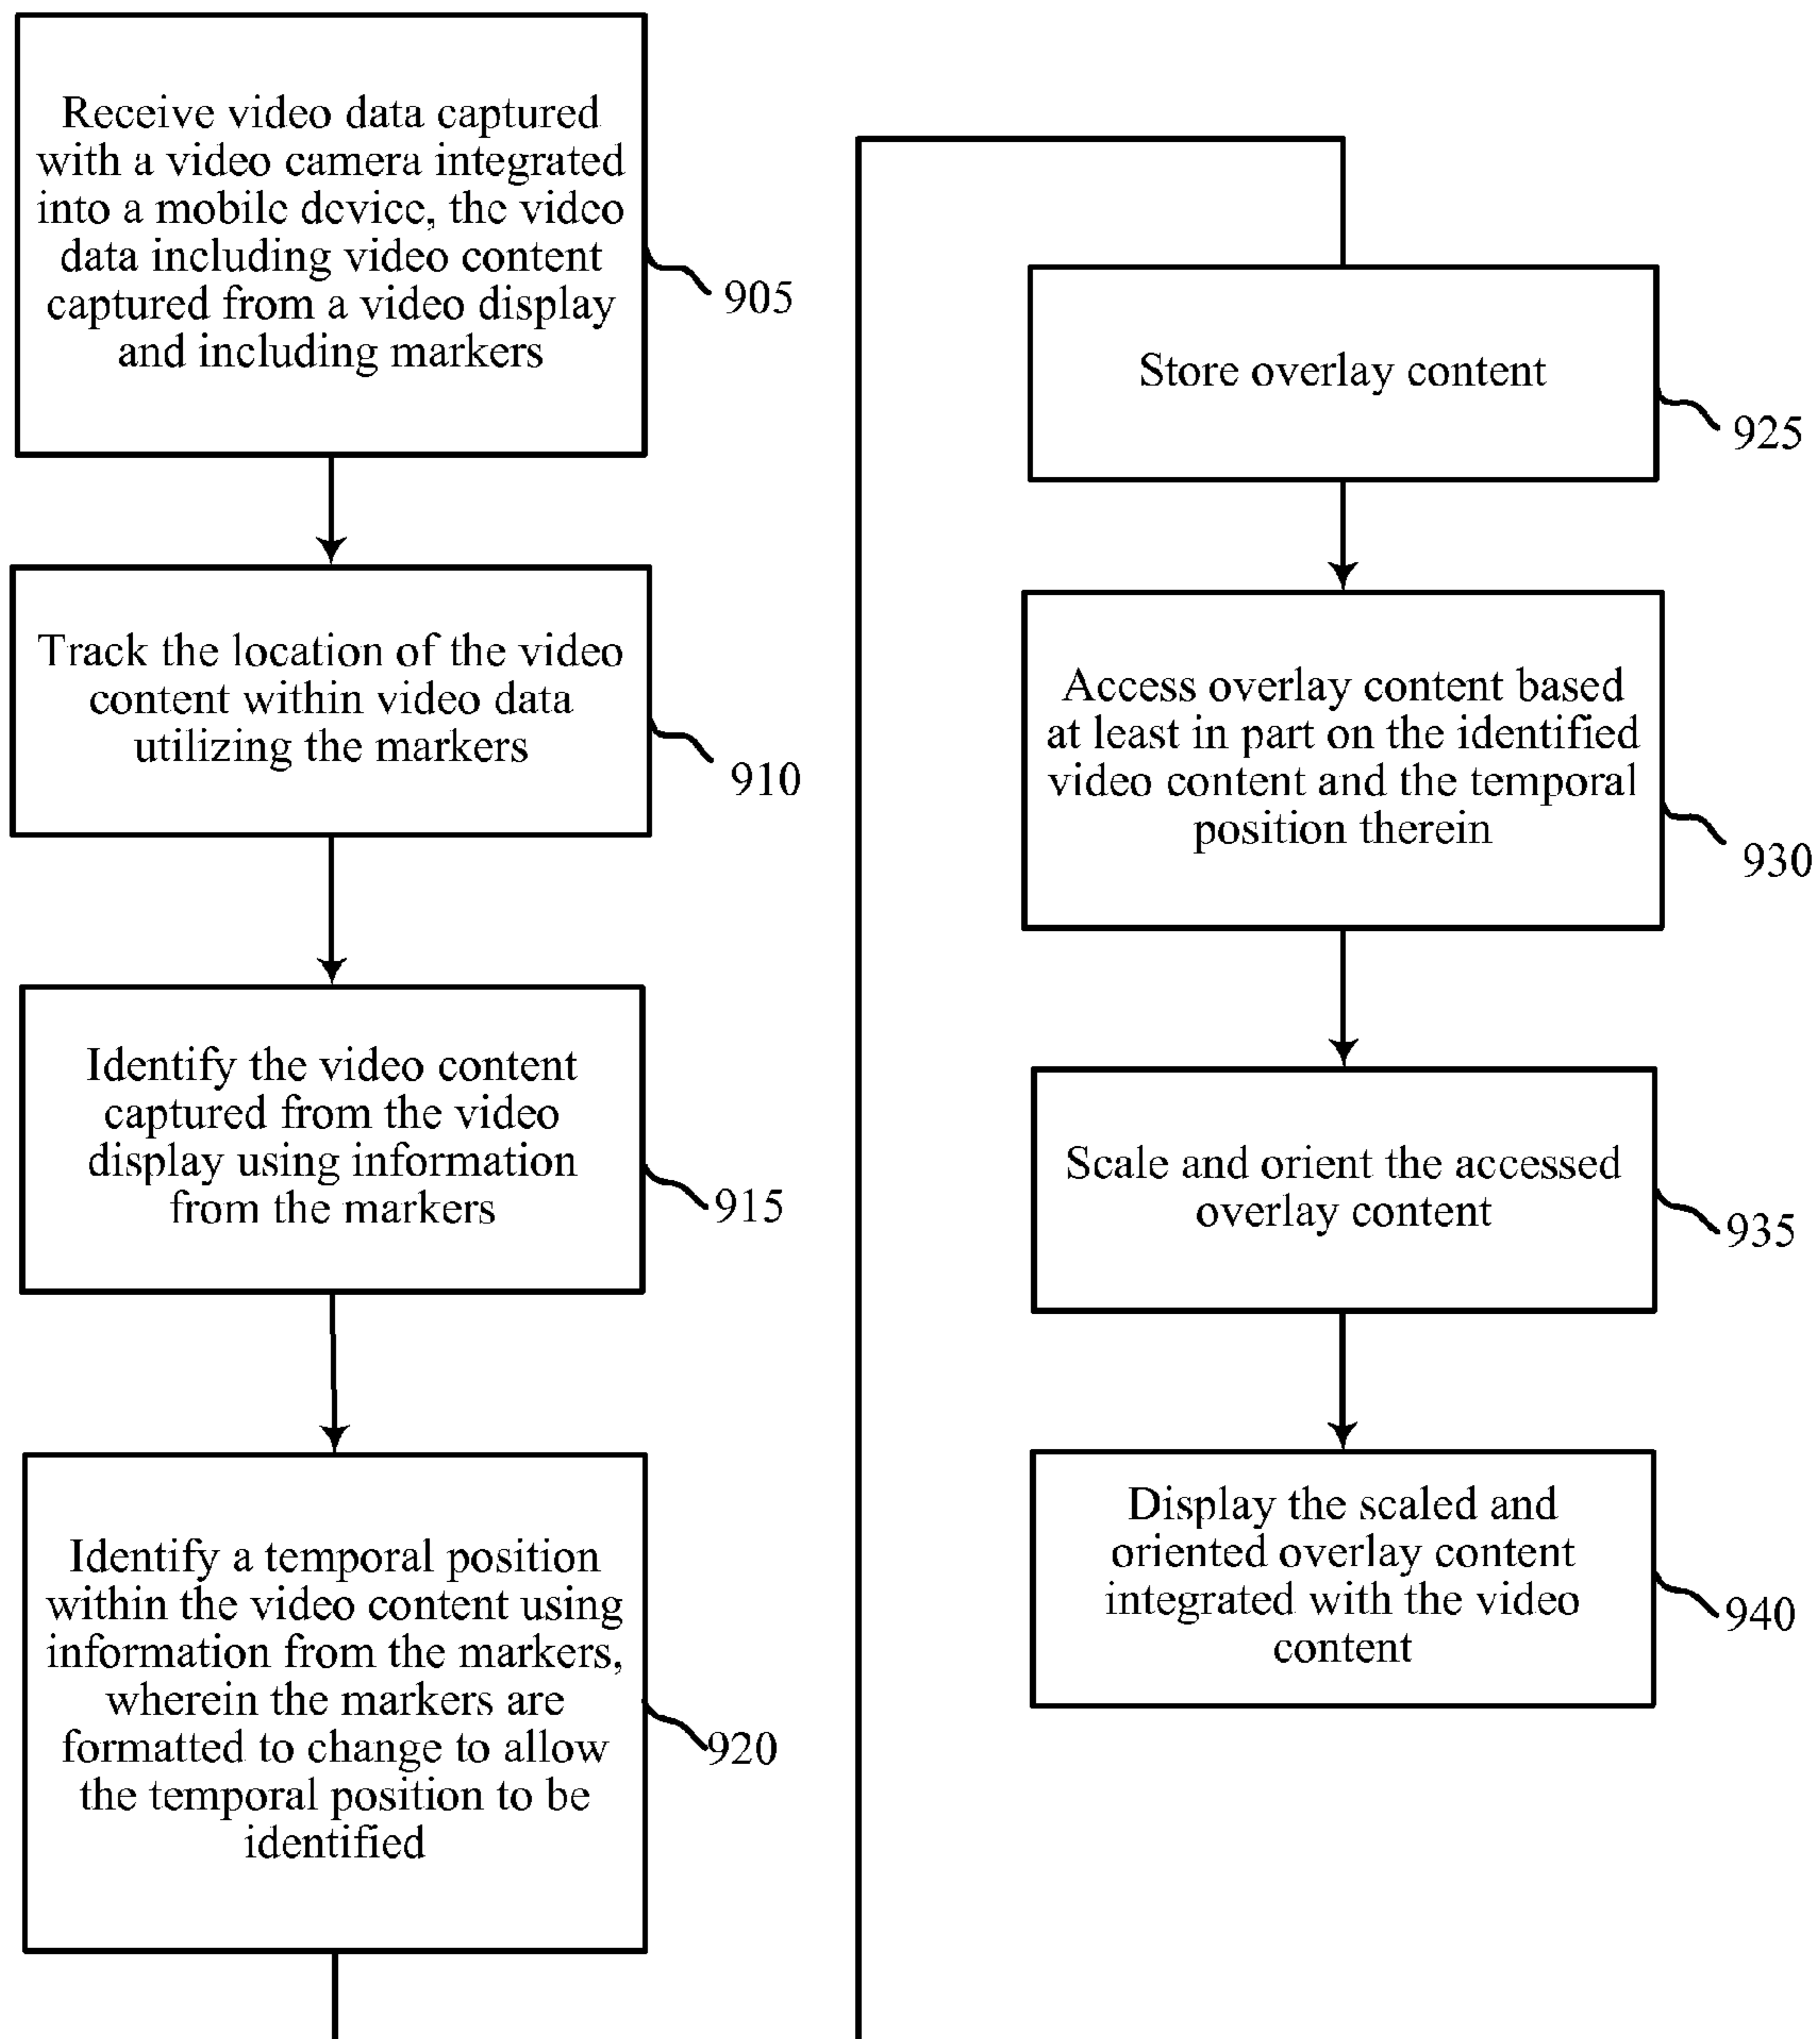 Receive video data captured
with a video camera integrated
into a mobile device, the video
data including video content
captured from a video display
and including markers
905
Track the location of the video
content within video data
utilizing the markers
910
Identify the video content
captured from the video
display using information
from the markers
915
Identify a temporal position
within the video content using
information from the markers,
wherein the markers are
formatted to change to allow
the temporal position to be
identified
920
Store overlay content
925
Access overlay content based
at least in part on the identified
video content and the temporal
position therein
930
Scale and orient the accessed
overlay content
935
Display the scaled and
oriented overlay content
integrated with the video
content
940